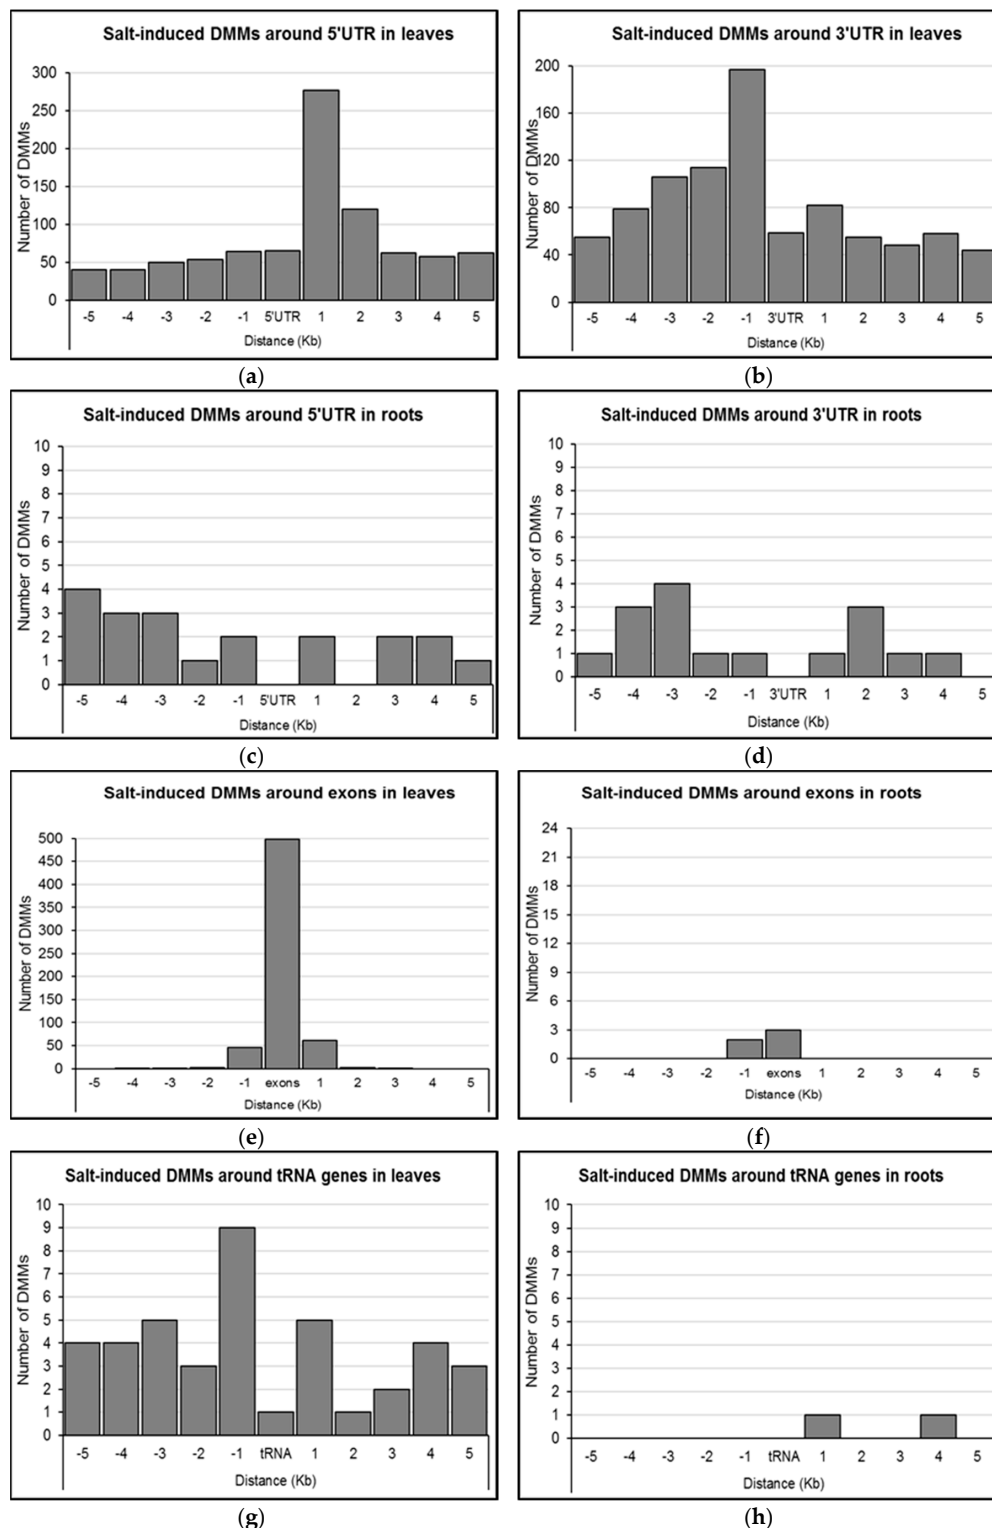 Salt-induced DMMs around 5'UTR in leaves
Number of DMMs
300
250
200
150
100
50
0
-5 -4 -3 -2 -1 5'UTR 1 2 3 4 5
Distance (Kb)
(a)
Salt-induced DMMs around 3'UTR in leaves
Number of DMMs
200
160
120
80
40
0
-5 -4 -3 -2 -1 3'UTR 1 2 3 4 5
Distance (Kb)
(b)
Salt-induced DMMs around 5'UTR in roots
Number of DMMs
10
9
8
7
6
5
4
3
2
1
0
-5 -4 -3 -2 -1 5'UTR 1 2 3 4 5
Distance (Kb)
(c)
Salt-induced DMMs around 3'UTR in roots
Number of DMMs
10
9
8
7
6
5
4
3
2
1
0
-5 -4 -3 -2 -1 3'UTR 1 2 3 4 5
Distance (Kb)
(d)
Salt-induced DMMs around exons in leaves
Number of DMMs
500
450
400
350
300
250
200
150
100
50
0
-5 -4 -3 -2 -1 exons 1 2 3 4 5
Distance (Kb)
(e)
Salt-induced DMMs around exons in roots
Number of DMMs
24
21
18
15
12
9
6
3
0
-5 -4 -3 -2 -1 exons 1 2 3 4 5
Distance (Kb)
(f)
Salt-induced DMMs around tRNA genes in leaves
Number of DMMs
10
9
8
7
6
5
4
3
2
1
0
-5 -4 -3 -2 -1 tRNA 1 2 3 4 5
Distance (Kb)
(g)
Salt-induced DMMs around tRNA genes in roots
Number of DMMs
10
9
8
7
6
5
4
3
2
1
0
-5 -4 -3 -2 -1 tRNA 1 2 3 4 5
Distance (Kb)
(h)